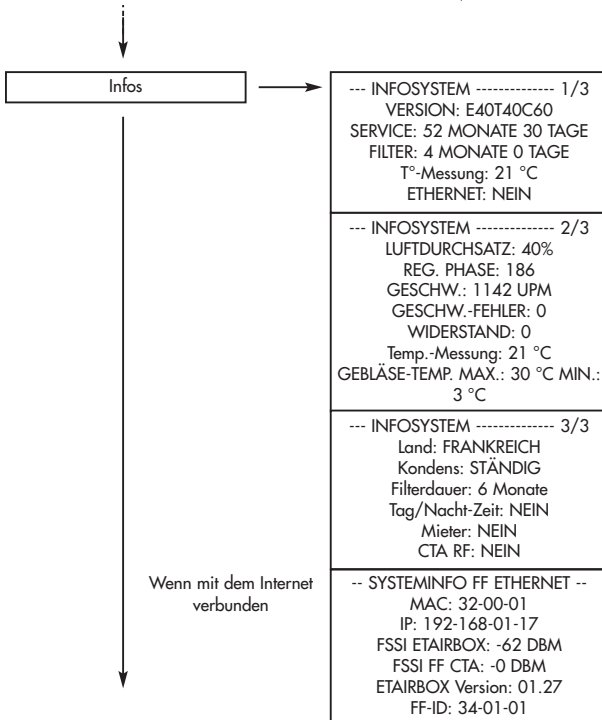 Infos
--- INFOSYSTEM -------------- 1/3
VERSION: E40T40C60
SERVICE: 52 MONATE 30 TAGE
FILTER: 4 MONATE 0 TAGE
T°-Messung: 21 °C
ETHERNET: NEIN
--- INFOSYSTEM -------------- 2/3
LUFTDURCHSATZ: 40%
REG. PHASE: 186
GESCHW.: 1142 UPM
GESCHW.-FEHLER: 0
WIDERSTAND: 0
Temp.-Messung: 21 °C
GEBLÄSE-TEMP. MAX.: 30 °C MIN.:
3 °C
--- INFOSYSTEM -------------- 3/3
Land: FRANKREICH
Kondens: STÄNDIG
Filterdauer: 6 Monate
Tag/Nacht-Zeit: NEIN
Mieter: NEIN
CTA RF: NEIN
Wenn mit dem Internet
verbunden
-- SYSTEMINFO FF ETHERNET --
MAC: 32-00-01
IP: 192-168-01-17
FSSI ETAIRBOX: -62 DBM
FSSI FF CTA: -0 DBM
ETAIRBOX Version: 01.27
FF-ID: 34-01-01